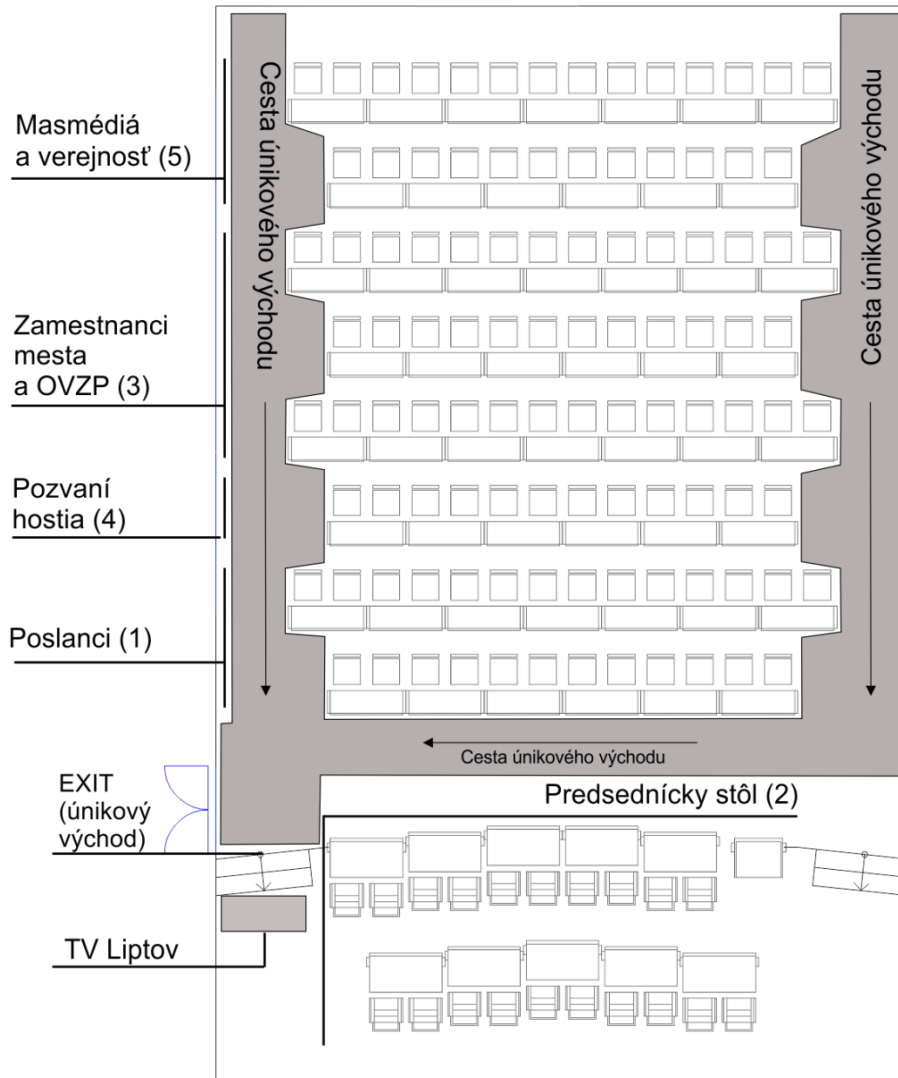 Masmédiá
a verejnosť (5)
Zamestnanci
mesta
a OVZP (3)
Pozvaní
hostia (4)
Poslanci (1)
EXIT
(únikový
východ)
TV Liptov
Cesta únikového východu
Cesta únikového východu
Cesta únikového východu
Predsednícky stôl (2)